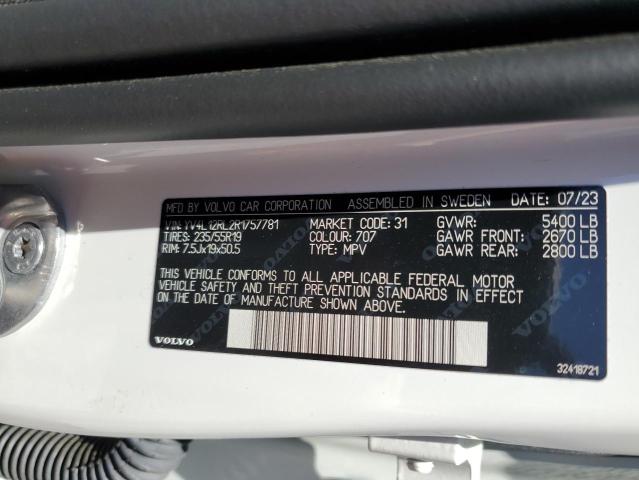 MFD BY VOLVO CAR CORPORATION ASSEMBLED IN SWEDEN DATE: 07/23
VIN: YV4L12RL2R1757781 MARKET CODE: 31 GVWR: 5400 LB
TIRES: 235/55R19 COLOUR: 707 GAWR FRONT: 2670 LB
RIM: 7.5Jx19x50.5 TYPE: MPV GAWR REAR: 2800 LB
THIS VEHICLE CONFORMS TO ALL APPLICABLE FEDERAL MOTOR
VEHICLE SAFETY AND THEFT PREVENTION STANDARDS IN EFFECT
ON THE DATE OF MANUFACTURE SHOWN ABOVE.
VOLVO
32418721